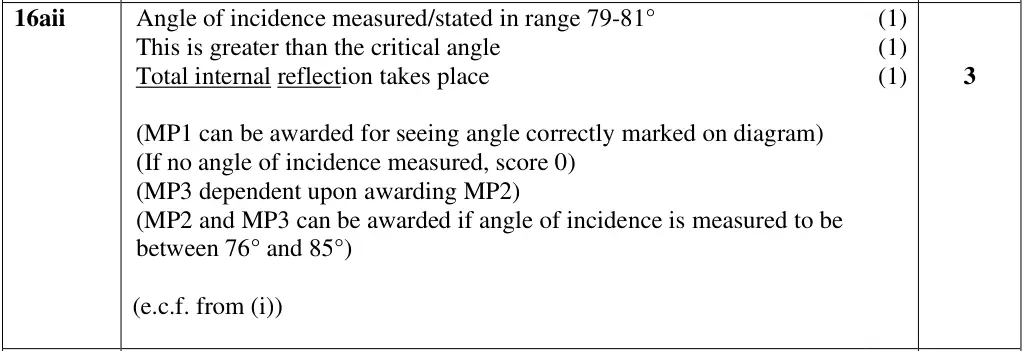 16aii Angle of incidence measured/stated in range 79-81° (1)
This is greater than the critical angle (1)
Total internal reflection takes place (1) 3
(MP1 can be awarded for seeing angle correctly marked on diagram)
(If no angle of incidence measured, score 0)
(MP3 dependent upon awarding MP2)
(MP2 and MP3 can be awarded if angle of incidence is measured to be
between 76° and 85°)
(e.c.f. from (i))